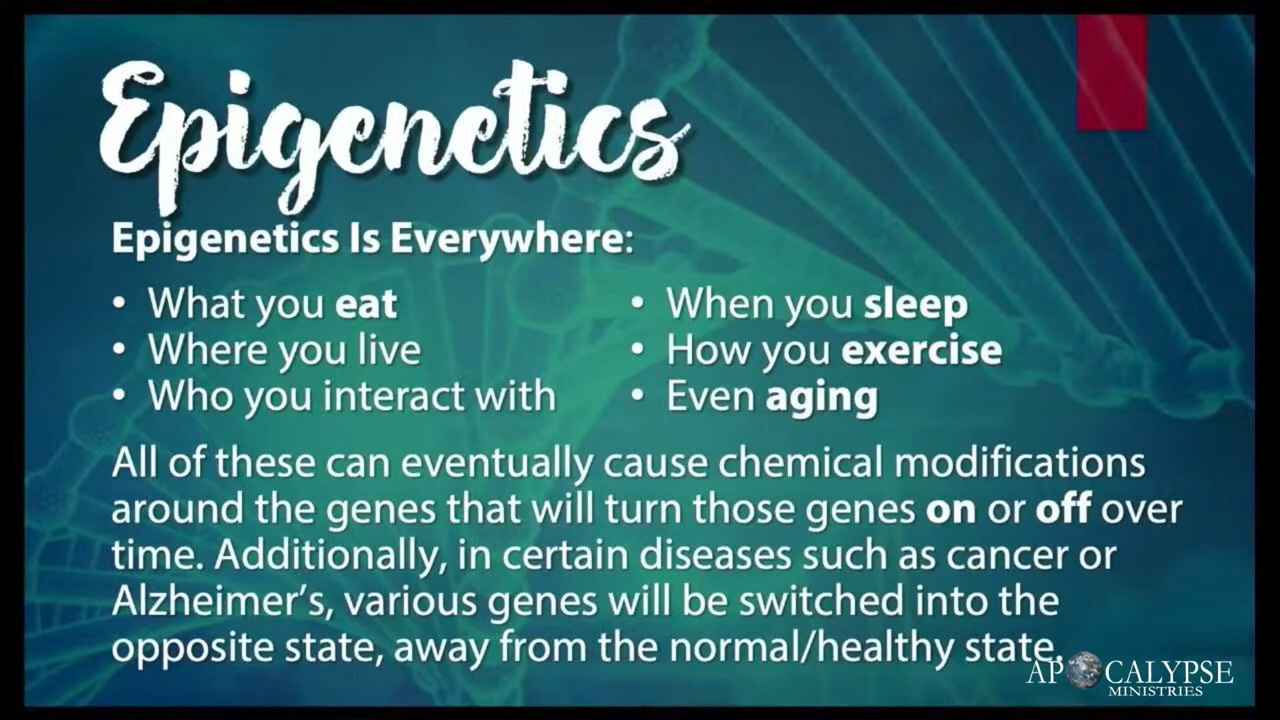 Epigenetics
Epigenetics Is Everywhere:
• What you eat
• Where you live
• Who you interact with
• When you sleep
• How you exercise
• Even aging
All of these can eventually cause chemical modifications
around the genes that will turn those genes on or off over
time. Additionally, in certain diseases such as cancer or
Alzheimer's, various genes will be switched into the
opposite state, away from the normal/healthy state.
APOCALYPSE
MINISTRIES